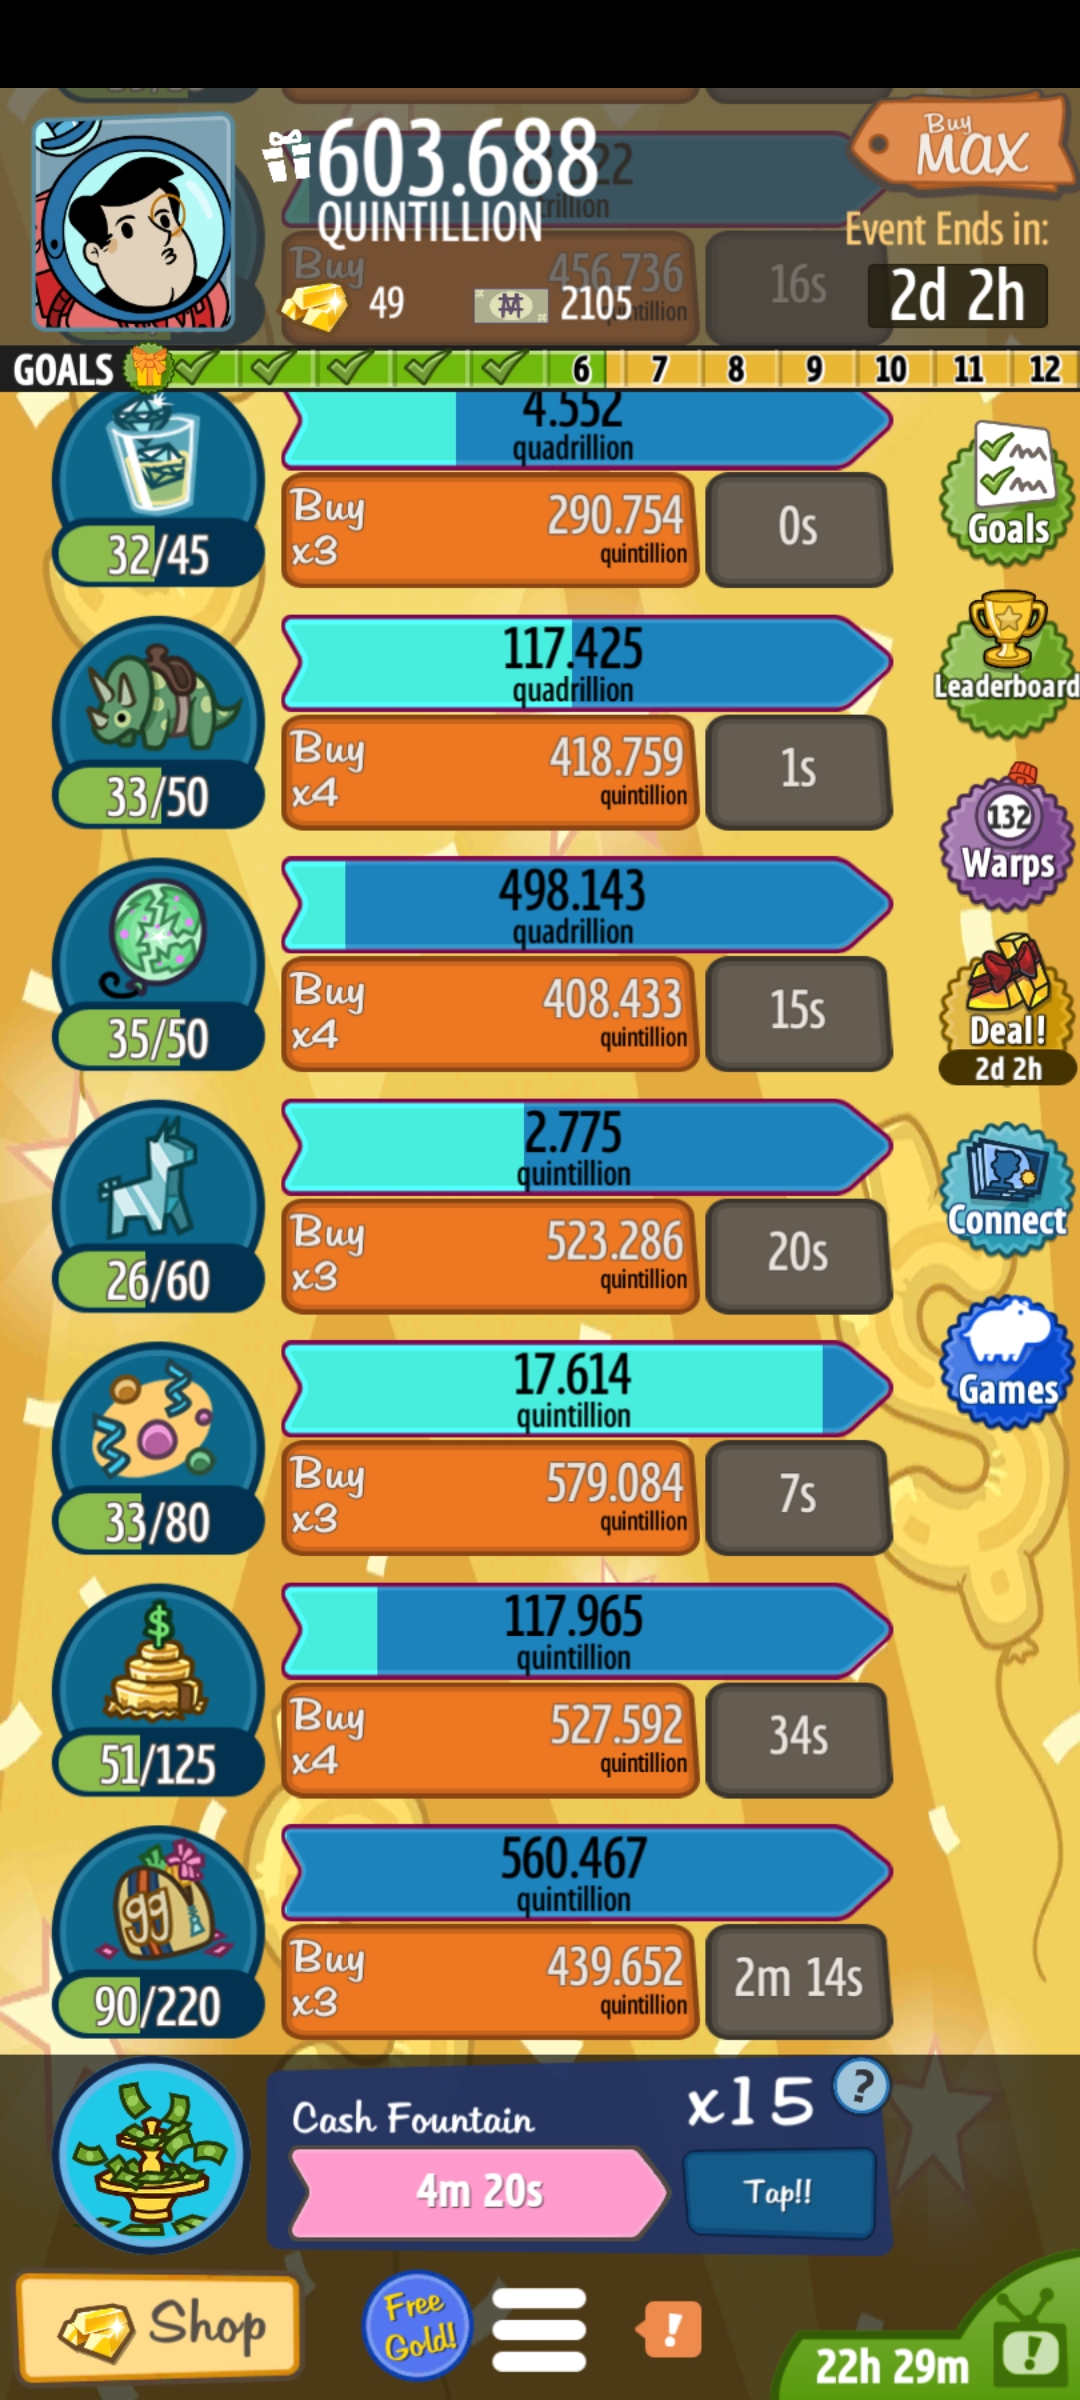 603.688
QUINTILLION
49
2105
Buy
MAX
Event Ends in:
2d 2h
Buy
456.736
16s
GOALS
6 7 8 9 10 11 12
4.552
quadrillion
Buy
x3
290.754
quintillion
0s
32/45
Goals
117.425
quadrillion
Buy
x4
418.759
quintillion
1s
33/50
Leaderboard
132
Warps
498.143
quadrillion
Buy
x4
408.433
quintillion
15s
35/50
Deal!
2d 2h
2.775
quintillion
Buy
x3
523.286
quintillion
20s
26/60
Connect
17.614
quintillion
Buy
x3
579.084
quintillion
7s
33/80
Games
117.965
quintillion
Buy
x4
527.592
quintillion
34s
51/125
$
560.467
quintillion
Buy
x3
439.652
quintillion
2m 14s
99
90/220
Cash Fountain
x15
?
4m 20s
Tap!!
Shop
Free
Gold!
!
22h 29m
!